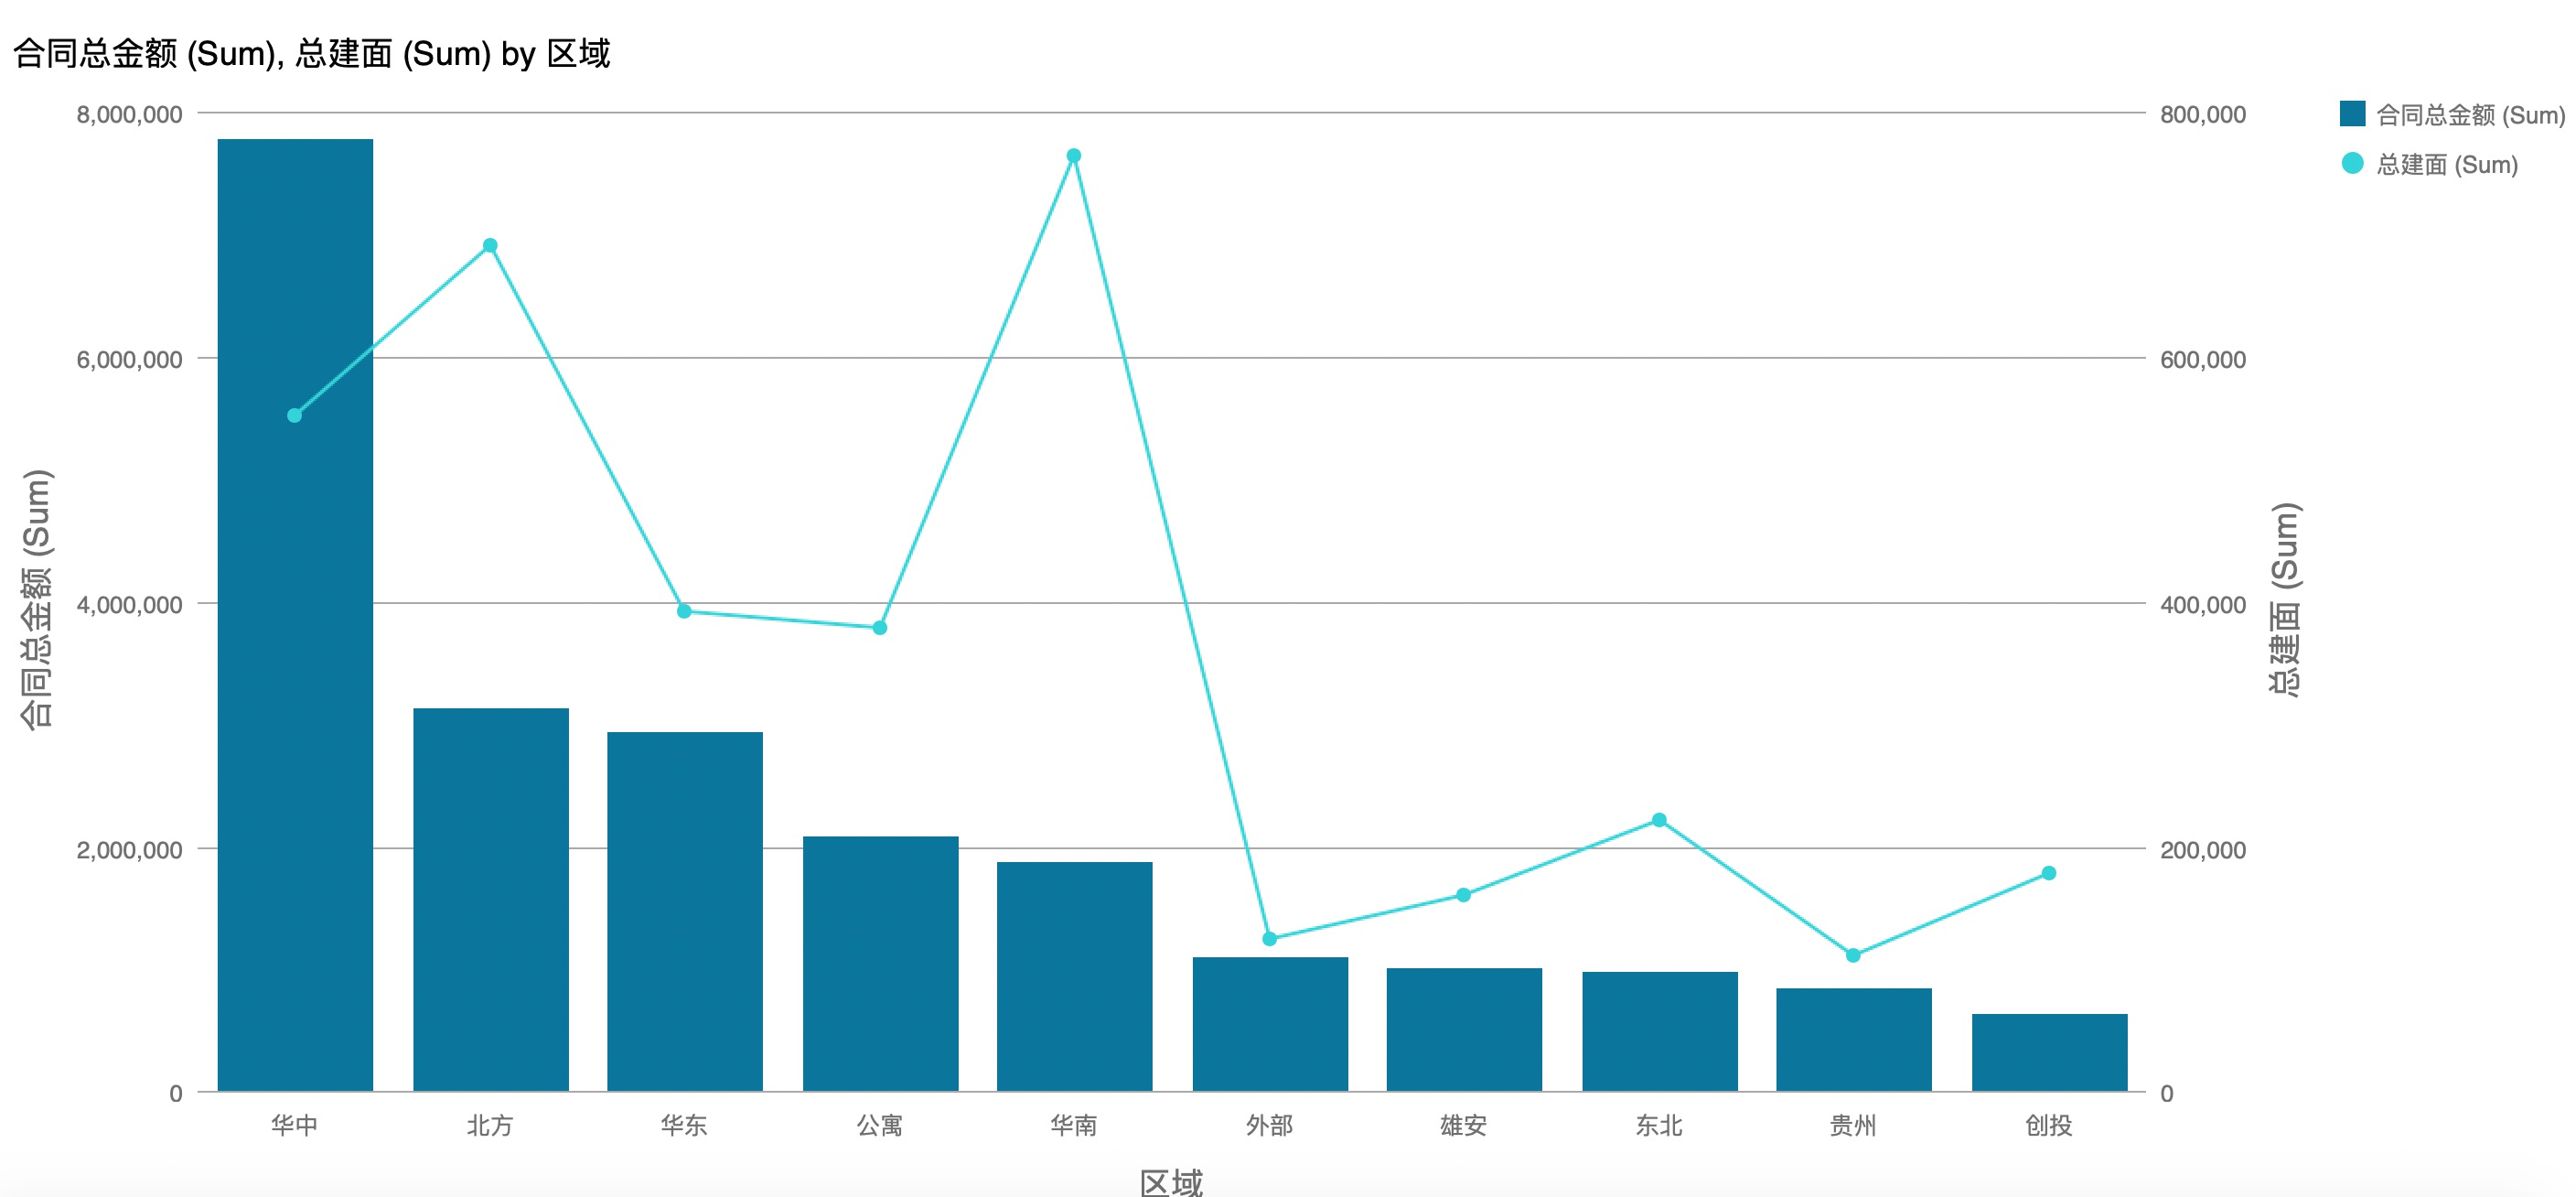 合同总金额 (Sum), 总建面 (Sum) by 区域
合同总金额 (Sum)
总建面 (Sum)
合同总金额 (Sum)
8,000,000
6,000,000
4,000,000
2,000,000
0
800,000
600,000
400,000
200,000
0
总建面 (Sum)
华中 北方 华东 公寓 华南 外部 雄安 东北 贵州 创投
区域